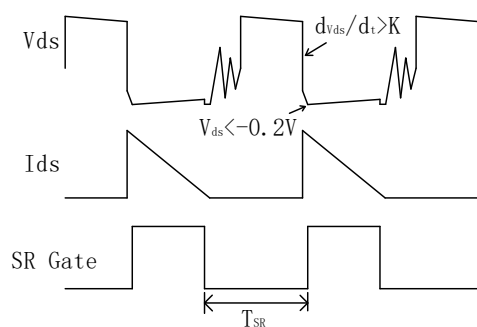 Vds
dVds/dt>K
Vds<-0.2V
Ids
SR Gate
TSR